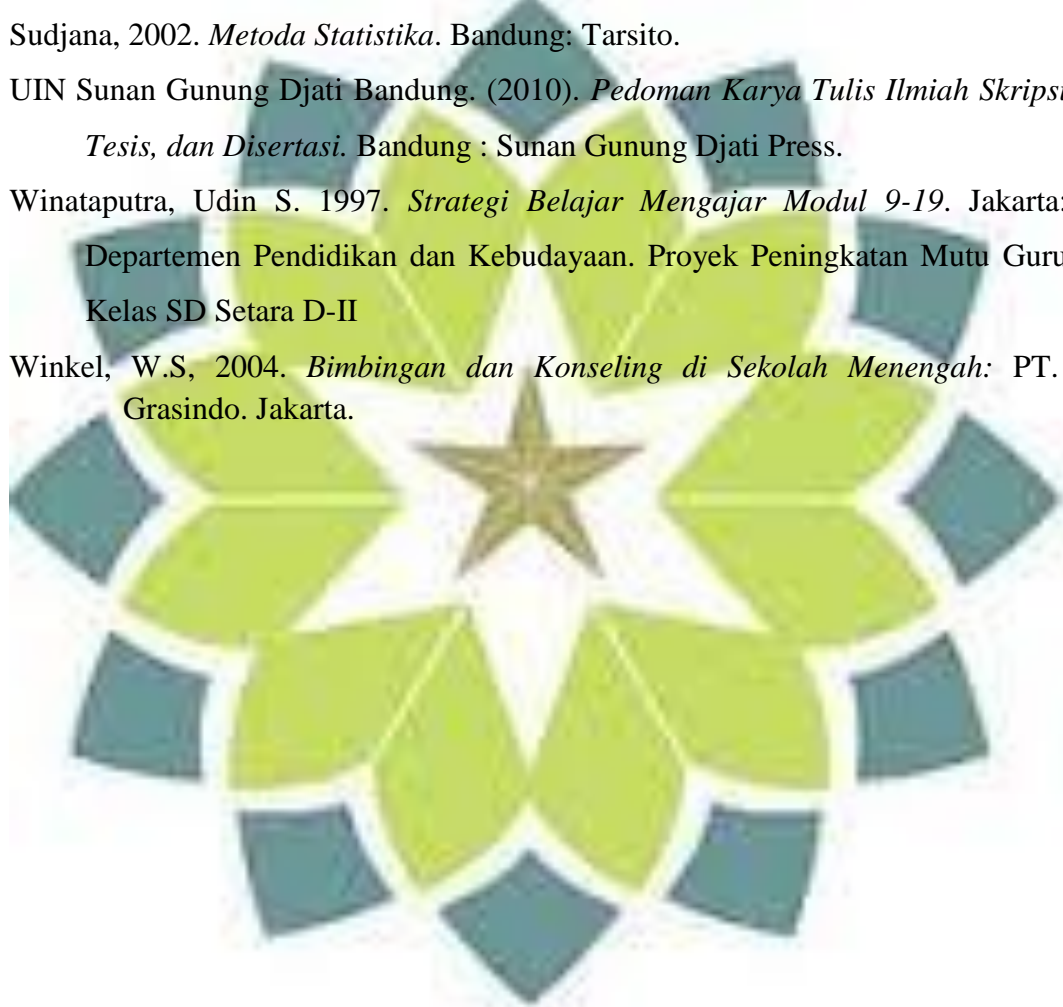 Sudjana, 2002. Metoda Statistika. Bandung: Tarsito.
UIN Sunan Gunung Djati Bandung. (2010). Pedoman Karya Tulis Ilmiah Skripsi
Tesis, dan Disertasi. Bandung : Sunan Gunung Djati Press.
Winataputra, Udin S. 1997. Strategi Belajar Mengajar Modul 9-19. Jakarta:
Departemen Pendidikan dan Kebudayaan. Proyek Peningkatan Mutu Guru
Kelas SD Setara D-II
Winkel, W.S, 2004. Bimbingan dan Konseling di Sekolah Menengah: PT.
Grasindo. Jakarta.